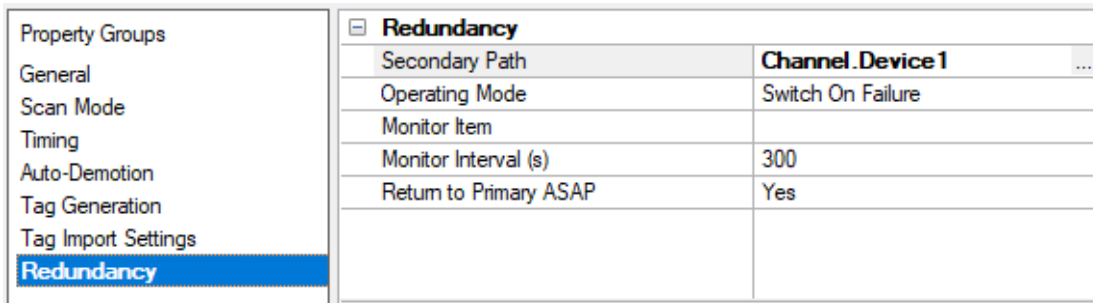 Property Groups
General
Scan Mode
Timing
Auto-Demotion
Tag Generation
Tag Import Settings
Redundancy
Redundancy
Secondary Path Channel.Device1 ...
Operating Mode Switch On Failure
Monitor Item
Monitor Interval (s) 300
Return to Primary ASAP Yes